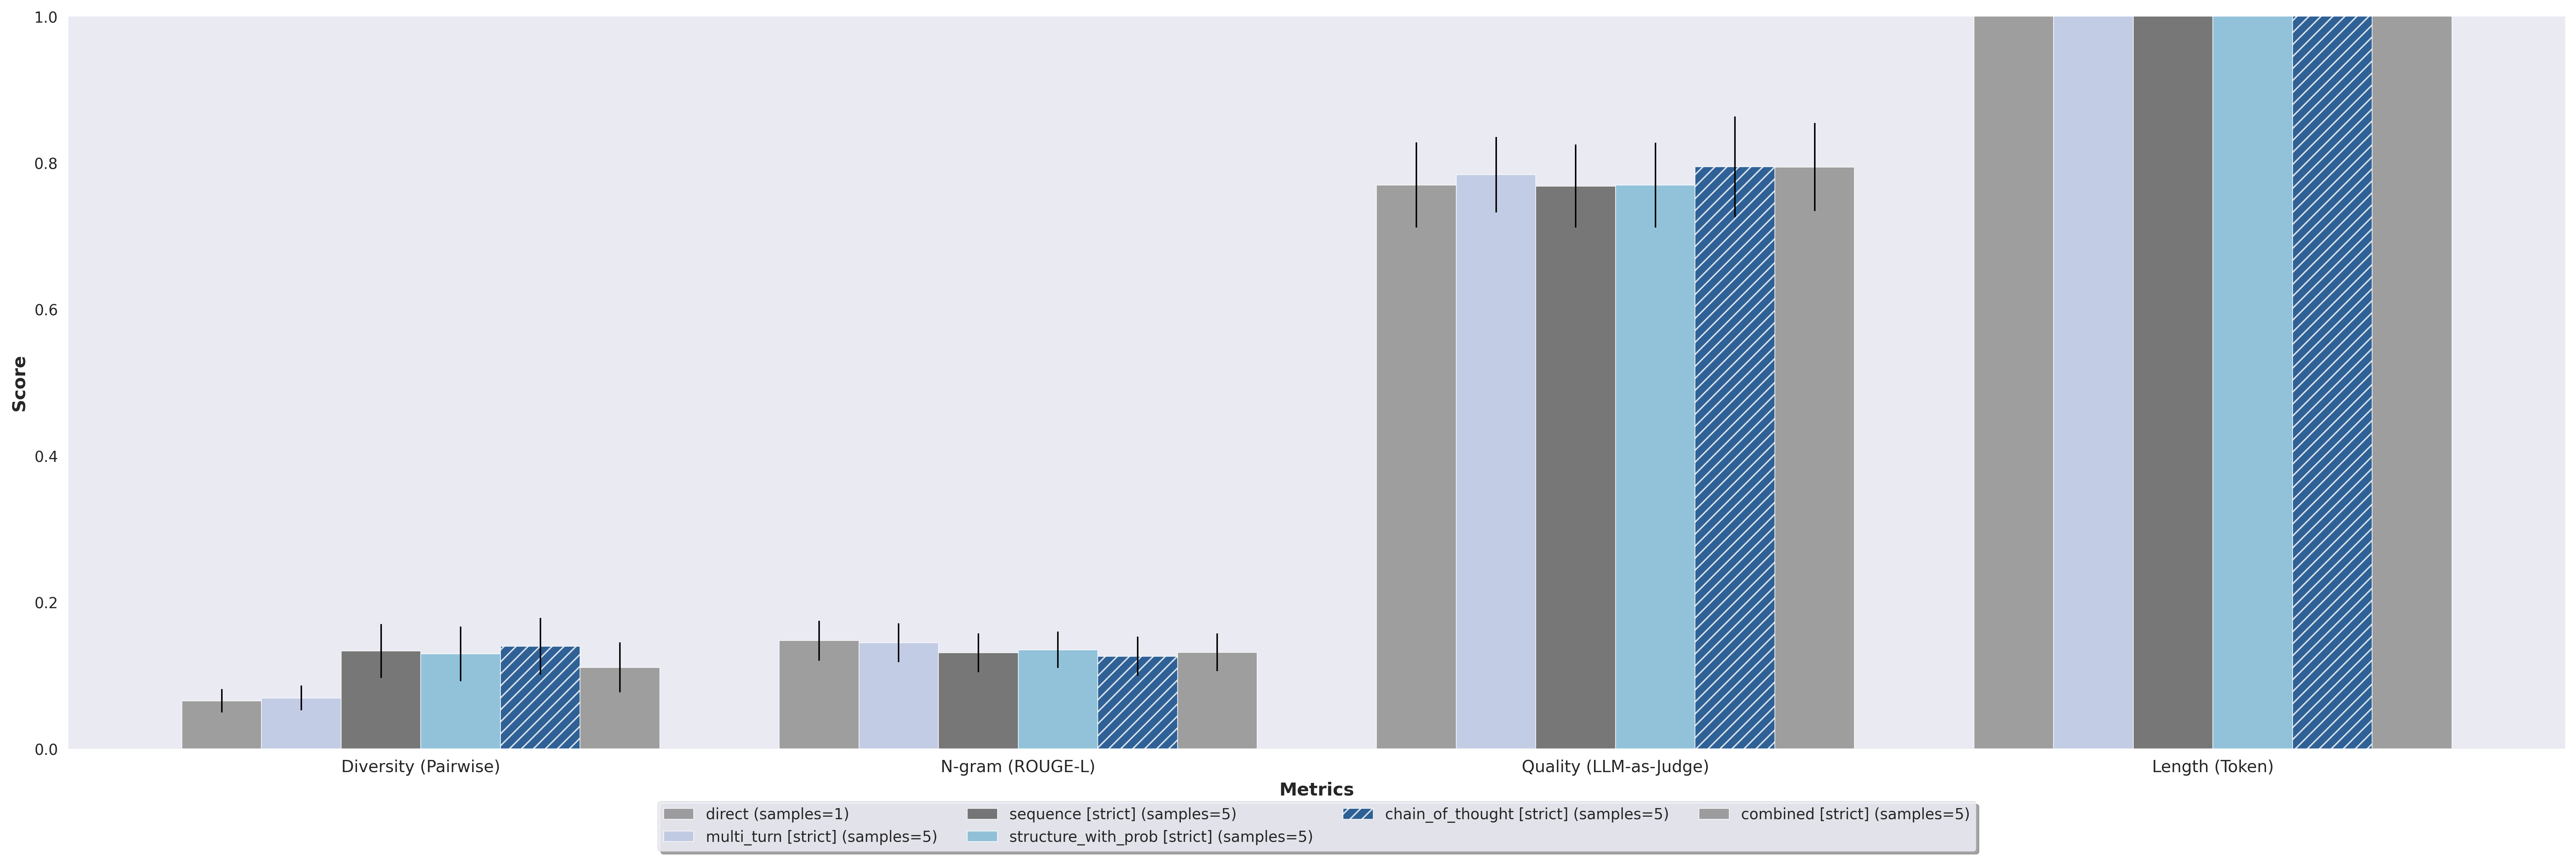 1.0
0.8
0.6
0.4
0.2
0.0
Score
Diversity (Pairwise)
N-gram (ROUGE-L)
Quality (LLM-as-Judge)
Length (Token)
Metrics
direct (samples=1)
multi_turn [strict] (samples=5)
sequence [strict] (samples=5)
structure_with_prob [strict] (samples=5)
chain_of_thought [strict] (samples=5)
combined [strict] (samples=5)